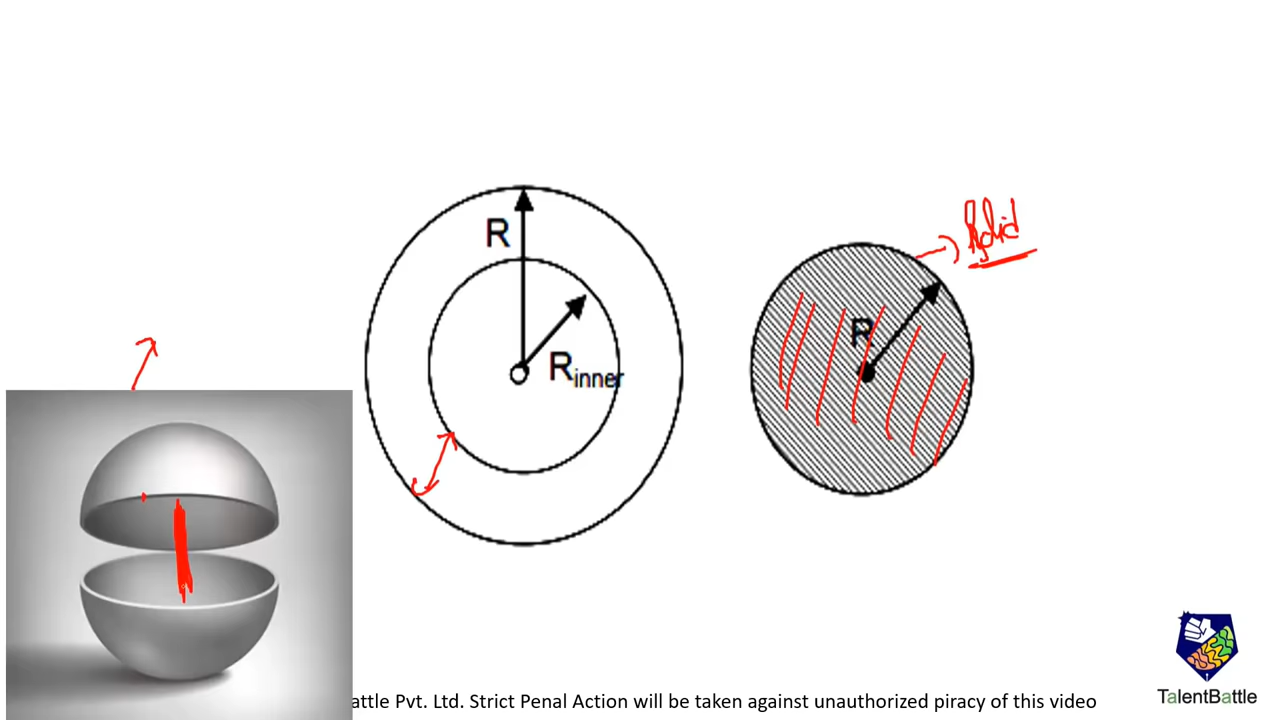 R
R inner
R
Solid
attle Pvt. Ltd. Strict Penal Action will be taken against unauthorized piracy of this video
TalentBattle